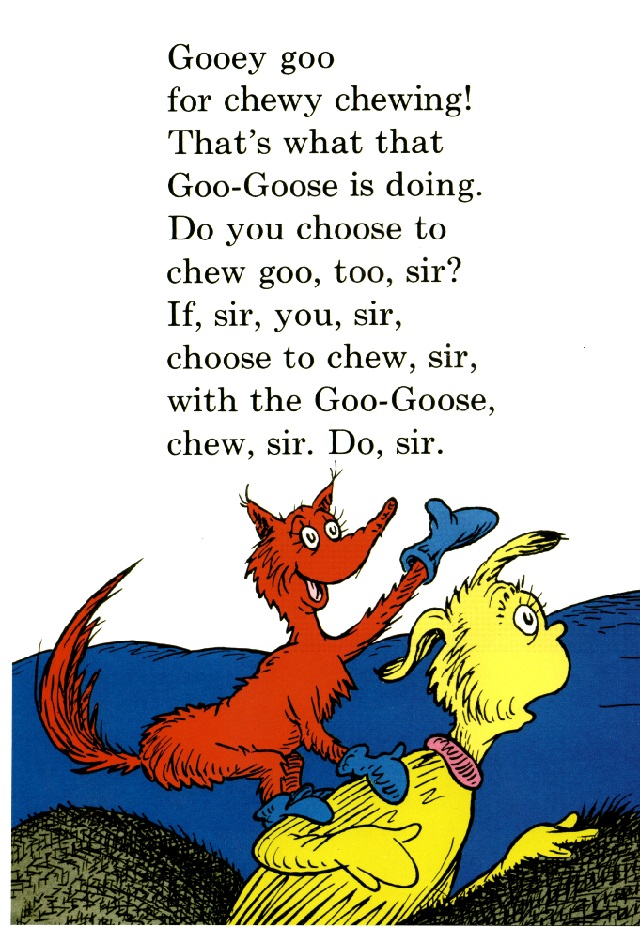 Gooey goo
for chewy chewing!
That's what that
Goo-Goose is doing.
Do you choose to
chew goo, too, sir?
If, sir, you, sir,
choose to chew, sir,
with the Goo-Goose,
chew, sir. Do, sir.